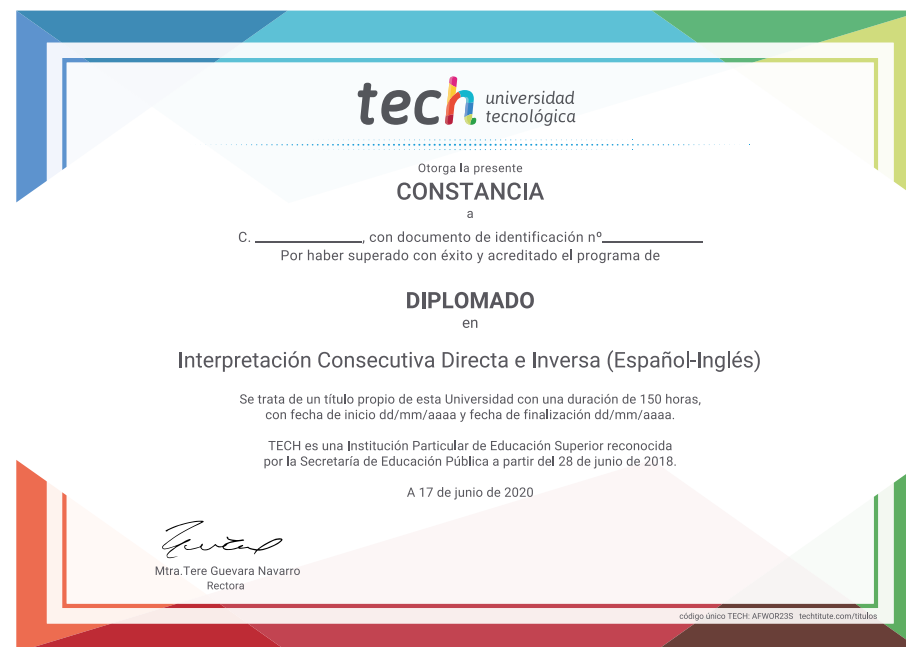 tech universidad
tecnológica
Otorga la presente
CONSTANCIA
a
C. ____________, con documento de identificación nº____________
Por haber superado con éxito y acreditado el programa de
DIPLOMADO
en
Interpretación Consecutiva Directa e Inversa (Español-Inglés)
Se trata de un título propio de esta Universidad con una duración de 150 horas,
con fecha de inicio dd/mm/aaaa y fecha de finalización dd/mm/aaaa.
TECH es una Institución Particular de Educación Superior reconocida
por la Secretaría de Educación Pública a partir del 28 de junio de 2018.
A 17 de junio de 2020
Mtra.Tere Guevara Navarro
Rectora
código único TECH: AFWOR23S techtitute.com/titulos